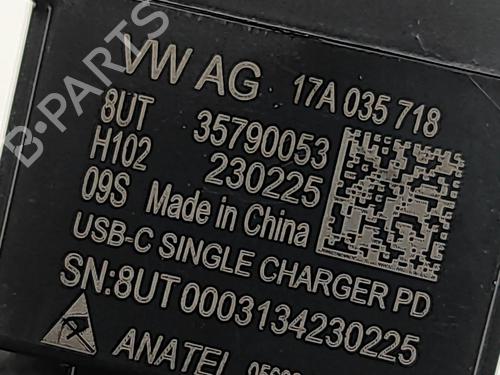 VW AG 17A 035 718
8UT 35790053
H102 230225
09S Made in China
USB-C SINGLE CHARGER PD
SN:8UT0003134230225
ANATEL
B-PARTS